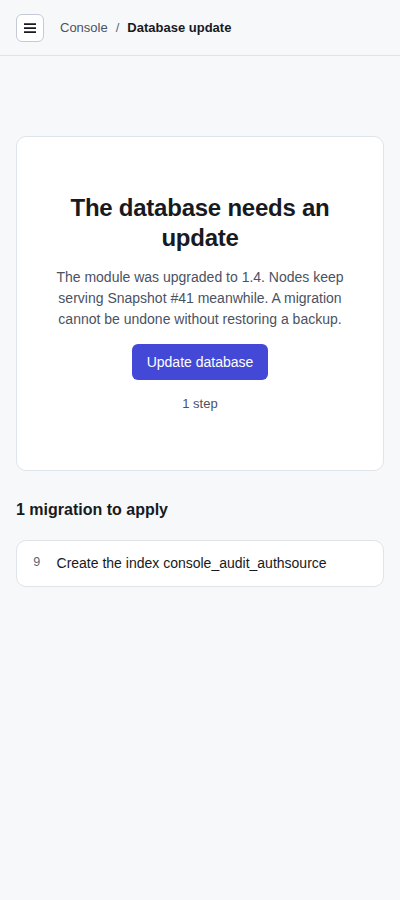 Console / Database update
The database needs an
update
The module was upgraded to 1.4. Nodes keep
serving Snapshot #41 meanwhile. A migration
cannot be undone without restoring a backup.
Update database
1 step
1 migration to apply
9 Create the index console_audit_authsource